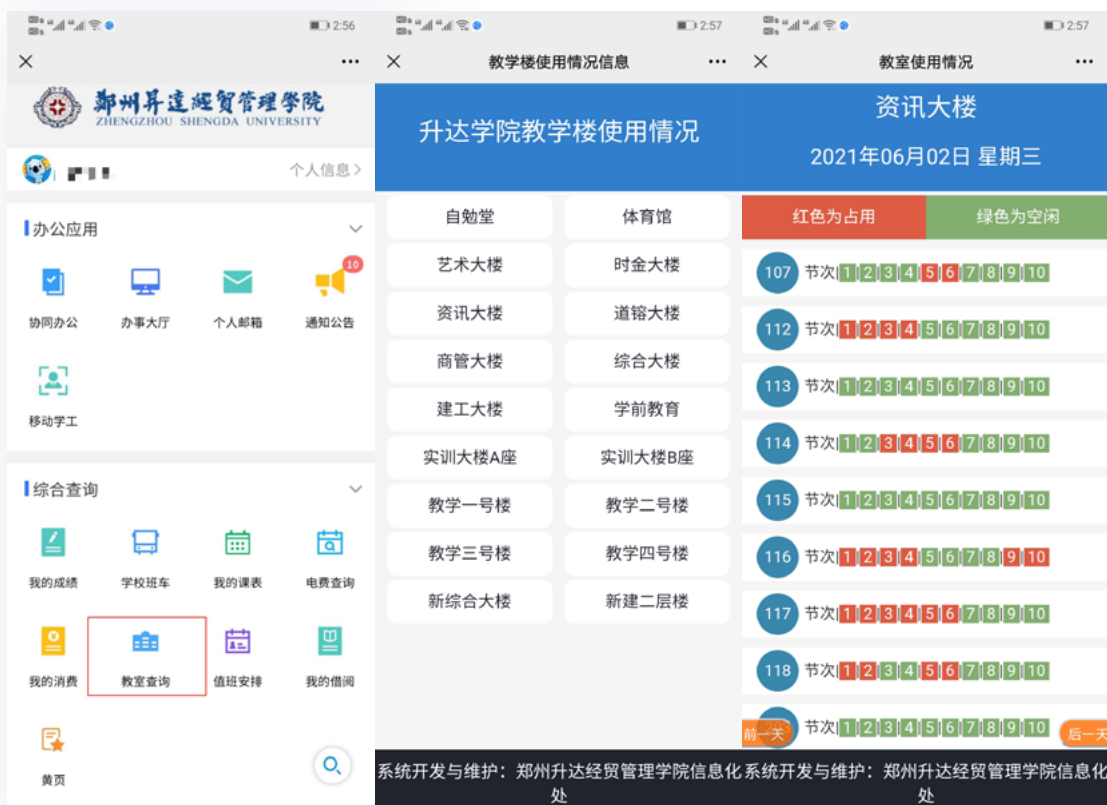 2:56
鄭州昇達經貿管理學院
ZHENGZHOU SHENGDA UNIVERSITY
个人信息>
办公应用
10
协同办公 办事大厅 个人邮箱 通知公告
移动学工
综合查询
我的成绩 学校班车 我的课表 电费查询
我的消费 教室查询 值班安排 我的借阅
黄页
2:57
教学楼使用情况信息
升达学院教学楼使用情况
自勉堂 体育馆
艺术大楼 时金大楼
资讯大楼 道镕大楼
商管大楼 综合大楼
建工大楼 学前教育
实训大楼A座 实训大楼B座
教学一号楼 教学二号楼
教学三号楼 教学四号楼
新综合大楼 新建二层楼
系统开发与维护：郑州升达经贸管理学院信息化
处
2:57
教室使用情况
资讯大楼
2021年06月02日 星期三
红色为占用 绿色为空闲
107 节次|1|2|3|4|5|6|7|8|9|10
112 节次|1|2|3|4|5|6|7|8|9|10
113 节次|1|2|3|4|5|6|7|8|9|10
114 节次|1|2|3|4|5|6|7|8|9|10
115 节次|1|2|3|4|5|6|7|8|9|10
116 节次|1|2|3|4|5|6|7|8|9|10
117 节次|1|2|3|4|5|6|7|8|9|10
118 节次|1|2|3|4|5|6|7|8|9|10
节次|1|2|3|4|5|6|7|8|9|10
前一天 后一天
系统开发与维护：郑州升达经贸管理学院信息化
处